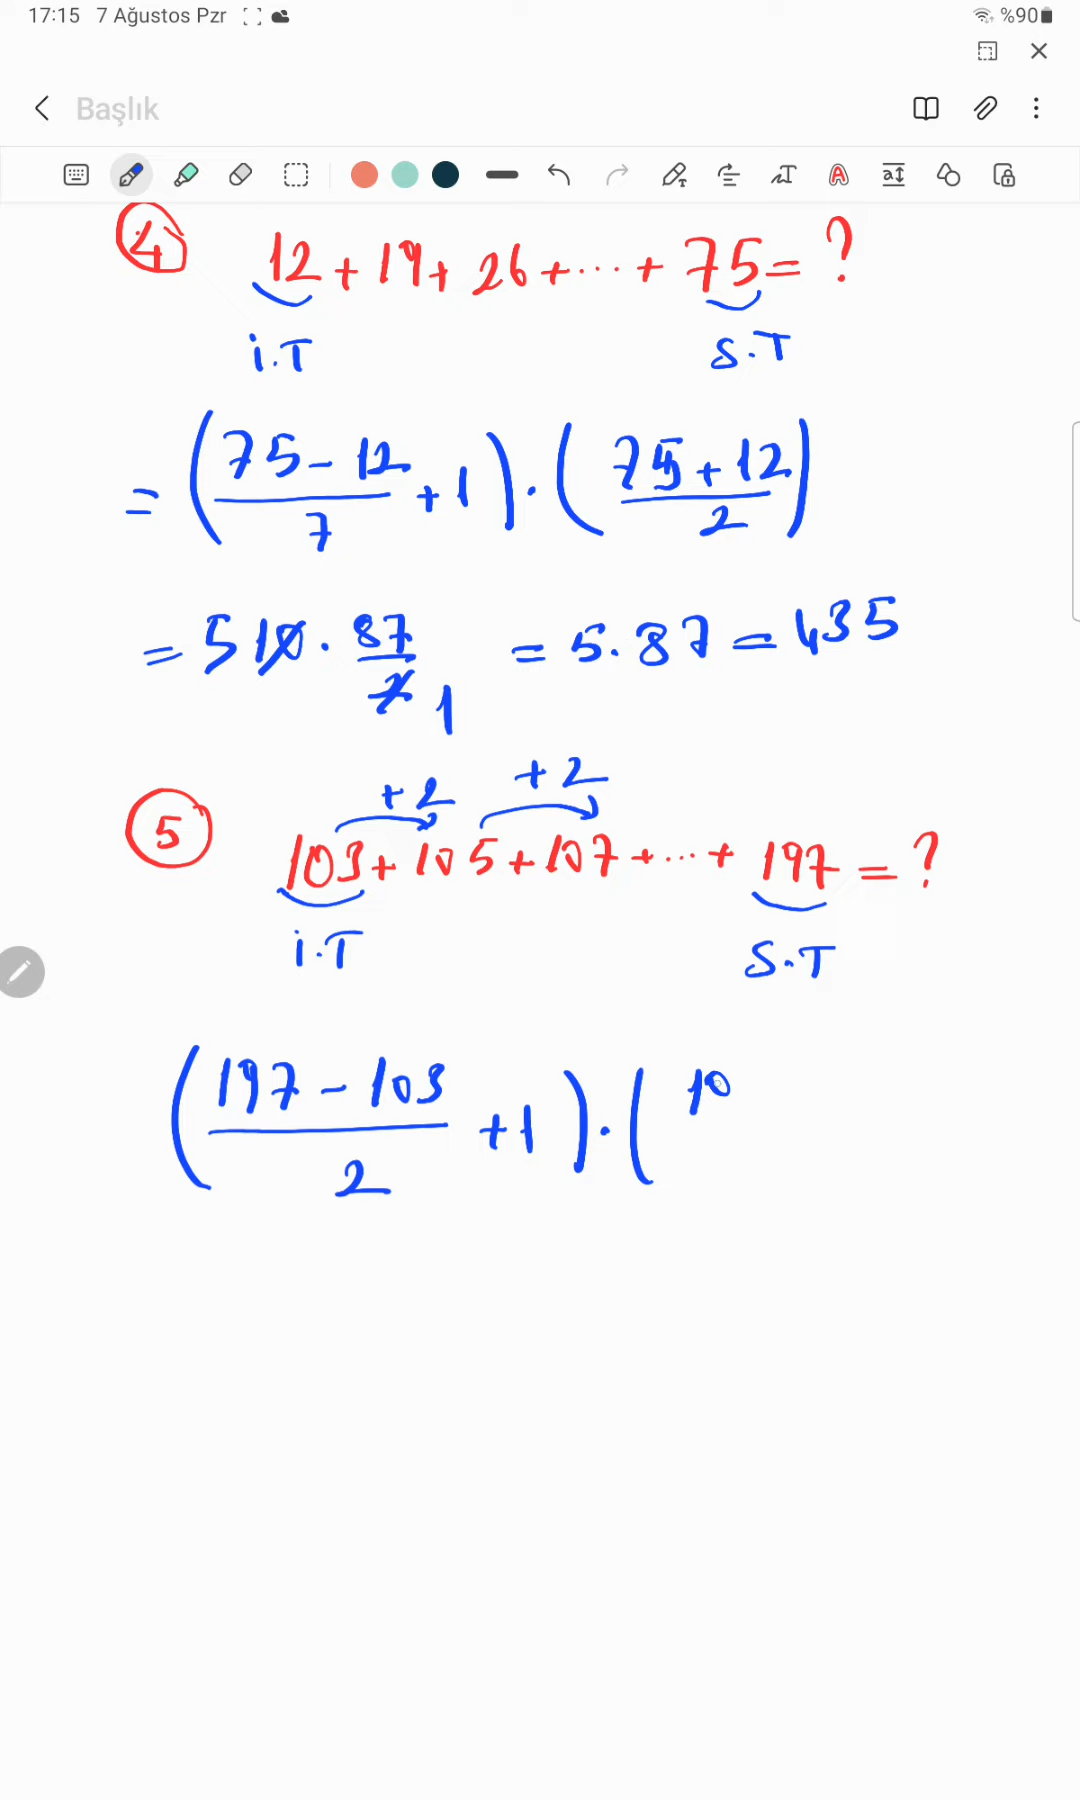 17:15 7 Ağustos Pzr %90
Başlık
4 12 + 19 + 26 + ... + 75 = ?
i.T S.T
= (75 - 12 / 7 + 1) . (75 + 12 / 2)
= 5 10 . 87 / 2 1 = 5.87 = 435
+2 +2
5 103 + 105 + 107 + ... + 197 = ?
i.T S.T
(197 - 103 / 2 + 1) . ( 10